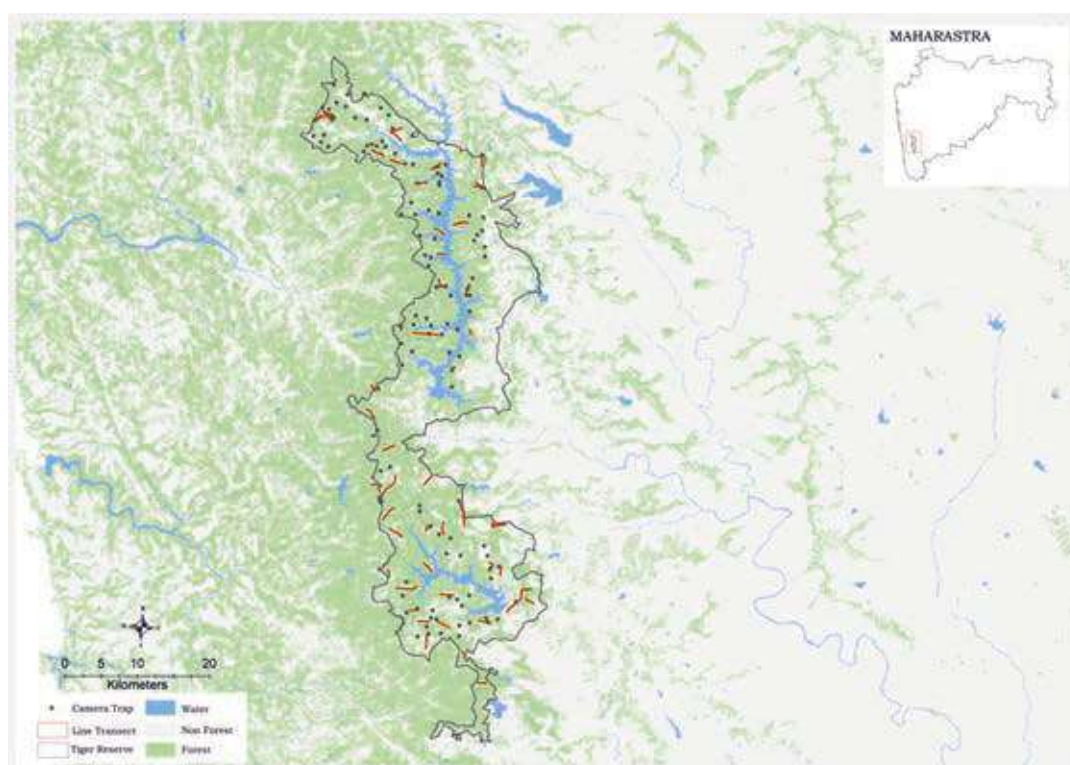 MAHARASTRA
0 5 10 20
Kilometers
Camera Trap Water
Line Transect Non Forest
Tiger Reserve Forest